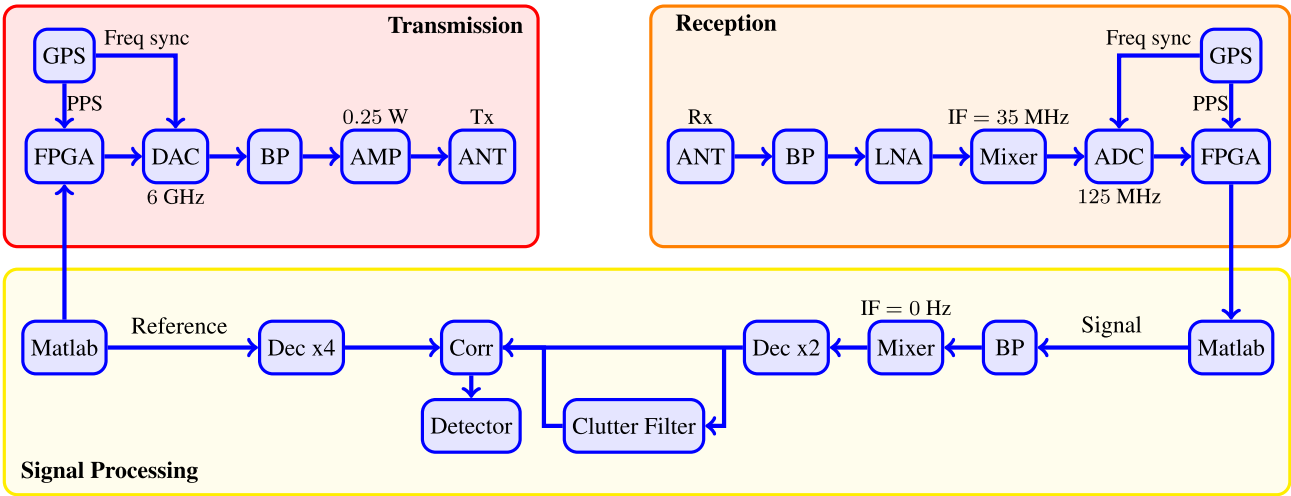 Transmission
GPS
Freq sync
PPS
0.25 W
Tx
FPGA
DAC
BP
AMP
ANT
6 GHz
Reception
Freq sync
GPS
PPS
Rx
IF = 35 MHz
ANT
BP
LNA
Mixer
ADC
FPGA
125 MHz
IF = 0 Hz
Matlab
Reference
Dec x4
Corr
Dec x2
Mixer
BP
Signal
Matlab
Detector
Clutter Filter
Signal Processing